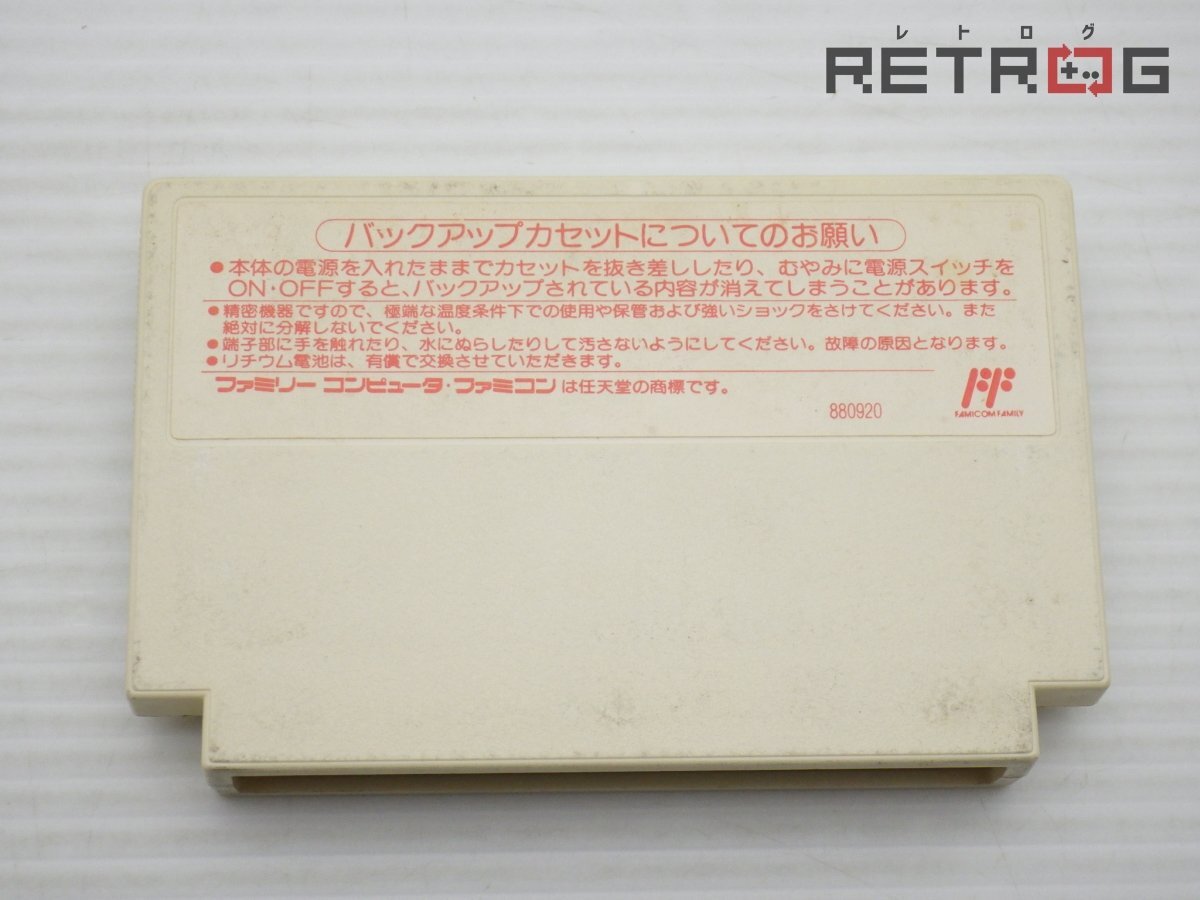 レトログ
RETROG
バックアップカセットについてのお願い
●本体の電源を入れたままでカセットを抜き差ししたり、むやみに電源スイッチを
ON・OFFすると、バックアップされている内容が消えてしまうことがあります。
●精密機器ですので、極端な温度条件下での使用や保管および強いショックをさけてください。また
絶対に分解しないでください。
●端子部に手を触れたり、水にぬらしたりして汚さないようにしてください。故障の原因となります。
●リチウム電池は、有償で交換させていただきます。
ファミリーコンピュータ・ファミコンは任天堂の商標です。
880920
FAMICOM FAMILY